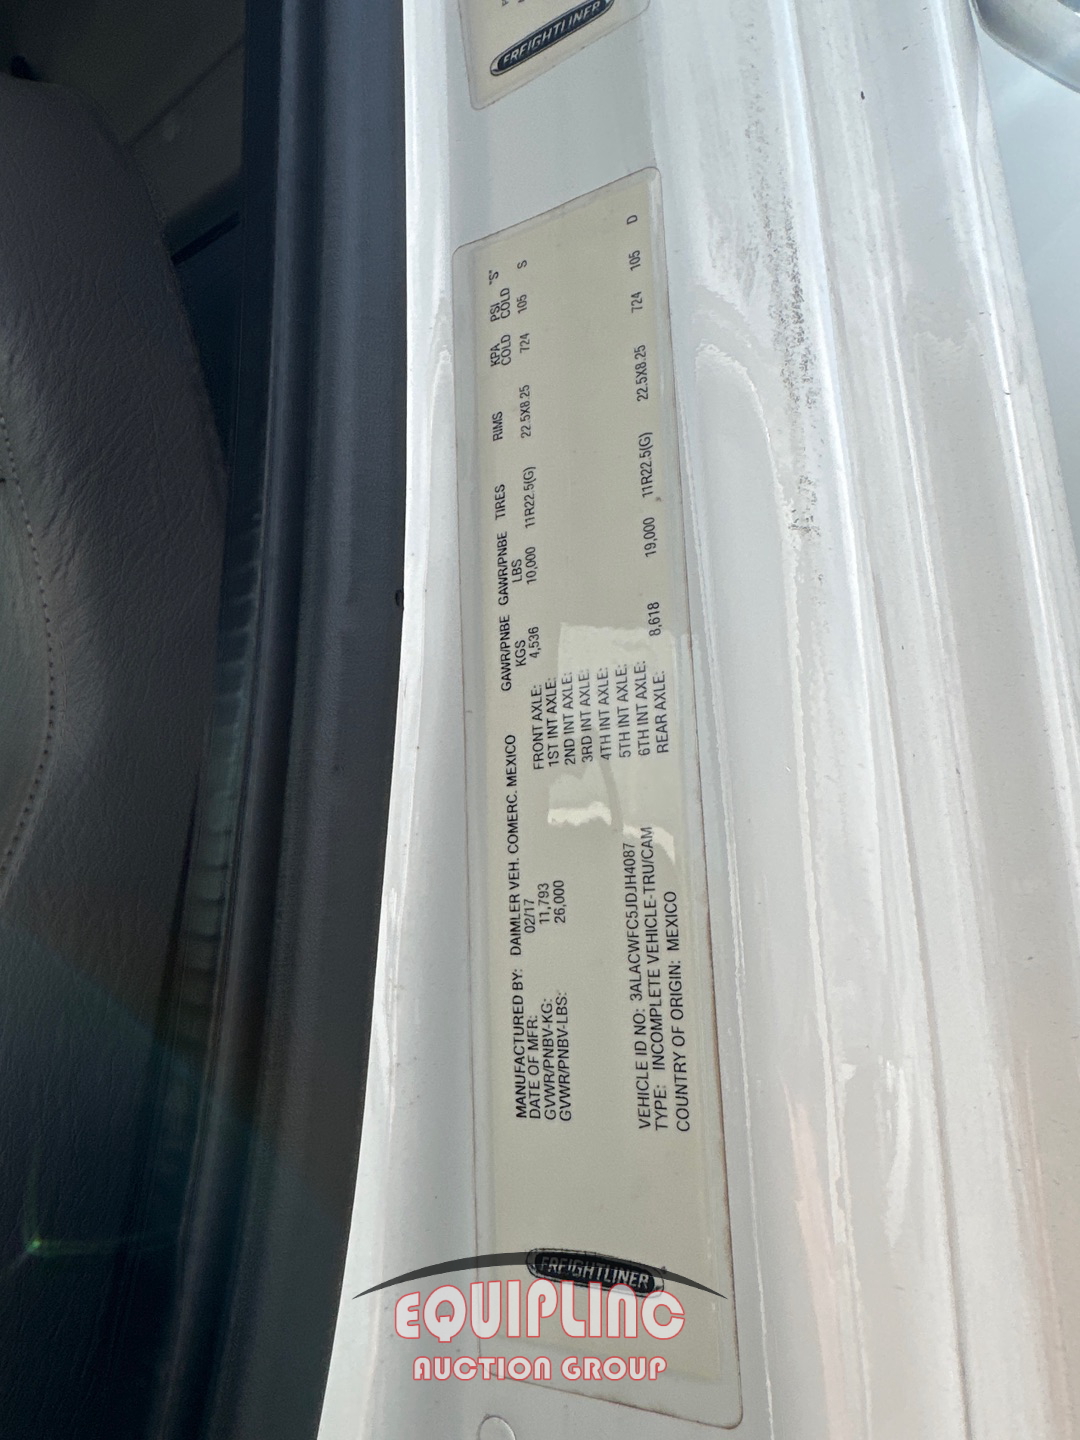 FREIGHTLINER
GAWR/PNBE GAWR/PNBE TIRES RIMS KPA PSI "S"
KGS LBS COLD COLD
MANUFACTURED BY: DAIMLER VEH. COMERC. MEXICO
DATE OF MFR: 02/17
GVWR/PNBV-KG: 11,793
GVWR/PNBV-LBS: 26,000
FRONT AXLE: 4,536 10,000 11R22.5(G) 22.5X8.25 724 105 S
1ST INT AXLE:
2ND INT AXLE:
3RD INT AXLE:
4TH INT AXLE:
5TH INT AXLE:
6TH INT AXLE:
REAR AXLE: 8,618 19,000 11R22.5(G) 22.5X8.25 724 105 D
VEHICLE ID NO: 3ALACWFC5JDJH4087
TYPE: INCOMPLETE VEHICLE-TRU/CAM
COUNTRY OF ORIGIN: MEXICO
FREIGHTLINER
EQUIPLINC
AUCTION GROUP